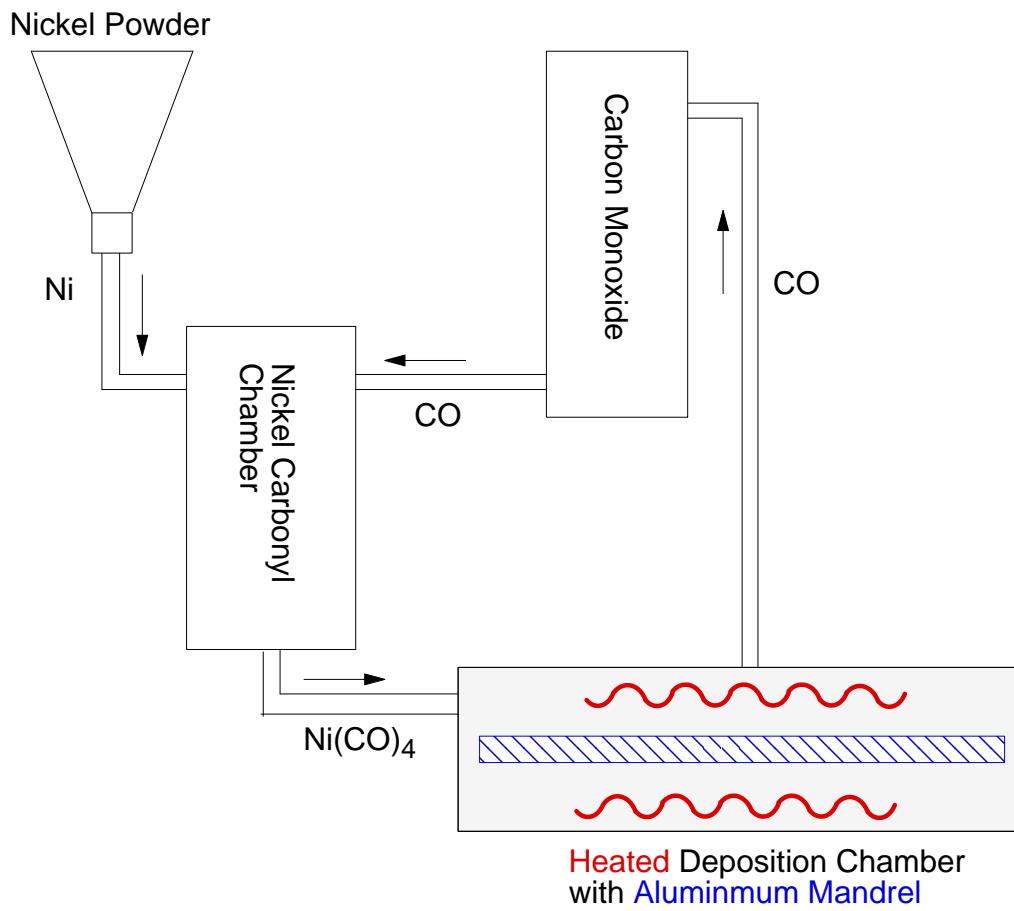 Nickel Powder
Ni
Carbon Monoxide
CO
CO
Nickel Carbonyl
Chamber
Ni(CO)4
Heated Deposition Chamber
with Aluminmum Mandrel